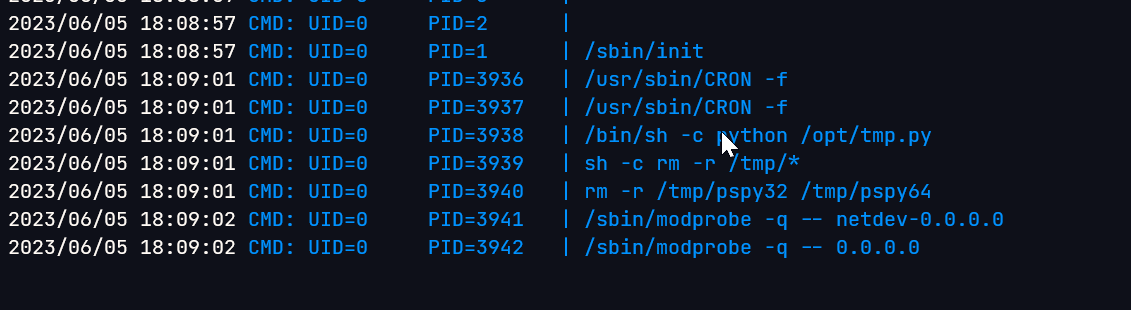 2023/06/05 18:08:57 CMD: UID=0     PID=2      |
2023/06/05 18:08:57 CMD: UID=0     PID=1      | /sbin/init
2023/06/05 18:09:01 CMD: UID=0     PID=3936   | /usr/sbin/CRON -f
2023/06/05 18:09:01 CMD: UID=0     PID=3937   | /usr/sbin/CRON -f
2023/06/05 18:09:01 CMD: UID=0     PID=3938   | /bin/sh -c python /opt/tmp.py
2023/06/05 18:09:01 CMD: UID=0     PID=3939   | sh -c rm -r /tmp/*
2023/06/05 18:09:01 CMD: UID=0     PID=3940   | rm -r /tmp/pspy32 /tmp/pspy64
2023/06/05 18:09:02 CMD: UID=0     PID=3941   | /sbin/modprobe -q -- netdev-0.0.0.0
2023/06/05 18:09:02 CMD: UID=0     PID=3942   | /sbin/modprobe -q -- 0.0.0.0